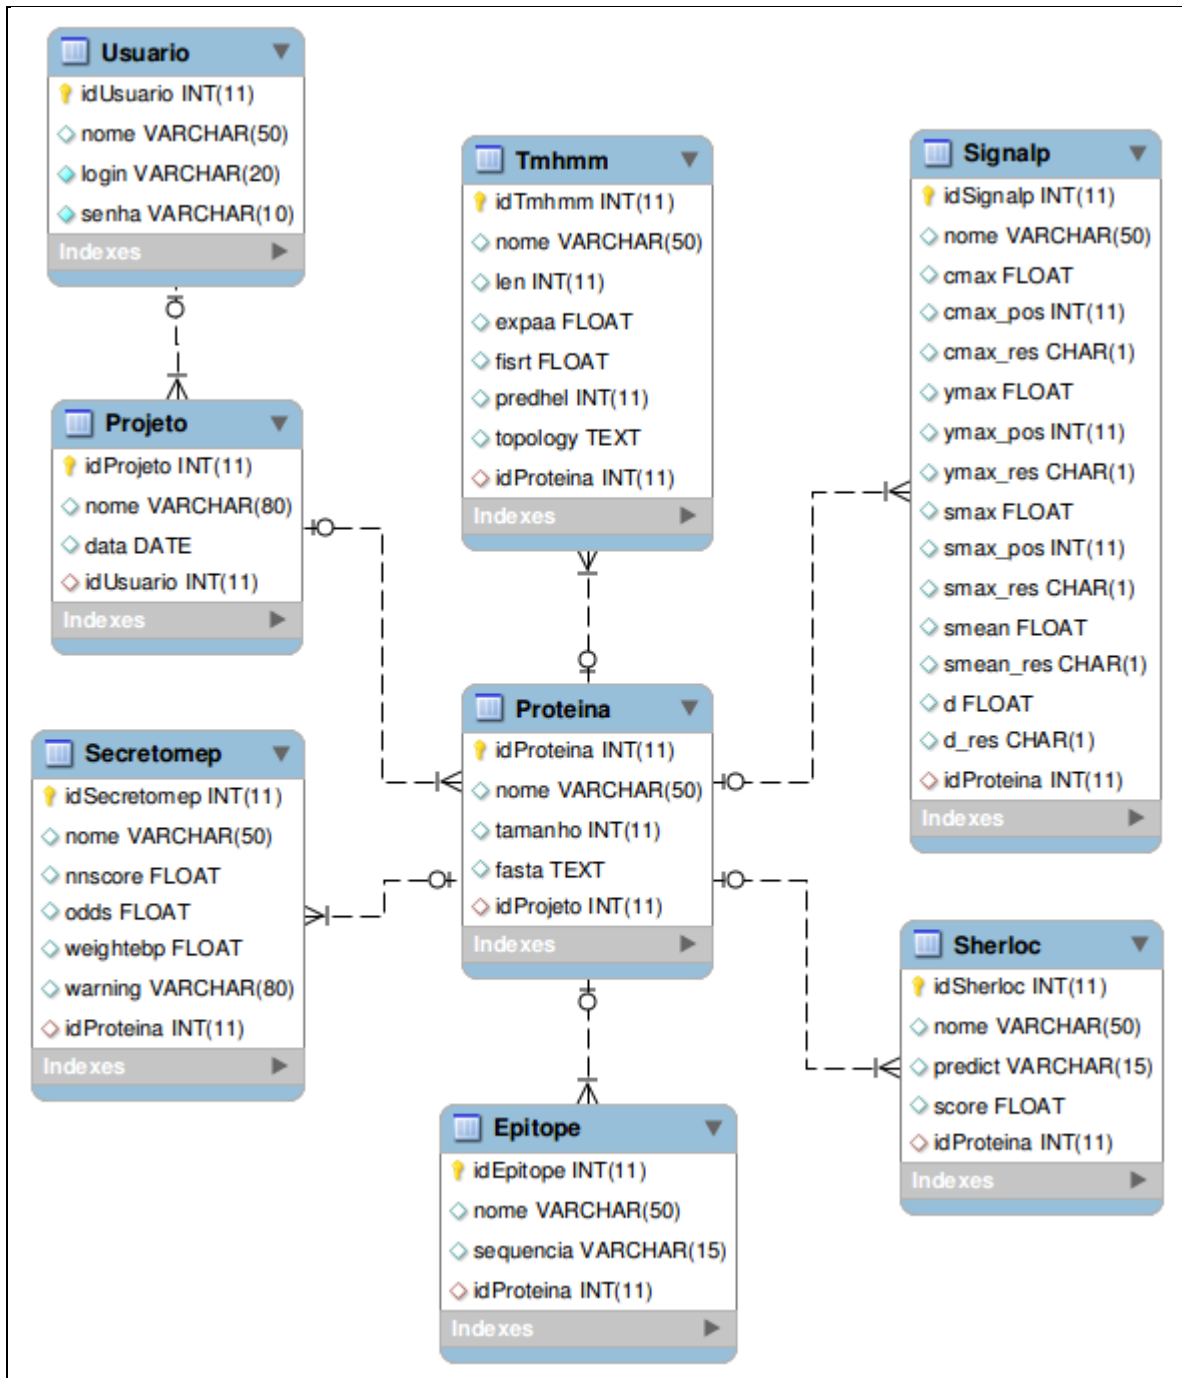 Usuario
idUsuario INT(11)
nome VARCHAR(50)
login VARCHAR(20)
senha VARCHAR(10)
Indexes
Projeto
idProjeto INT(11)
nome VARCHAR(80)
data DATE
idUsuario INT(11)
Indexes
Secretomep
idSecretomep INT(11)
nome VARCHAR(50)
nnscore FLOAT
odds FLOAT
weightebp FLOAT
warning VARCHAR(80)
idProteina INT(11)
Indexes
Tmhmm
idTmhmm INT(11)
nome VARCHAR(50)
len INT(11)
expaa FLOAT
fisrt FLOAT
predhel INT(11)
topology TEXT
idProteina INT(11)
Indexes
Proteina
idProteina INT(11)
nome VARCHAR(50)
tamanho INT(11)
fasta TEXT
idProjeto INT(11)
Indexes
Epitope
idEpitope INT(11)
nome VARCHAR(50)
sequencia VARCHAR(15)
idProteina INT(11)
Indexes
Signalp
idSignalp INT(11)
nome VARCHAR(50)
cmax FLOAT
cmax_pos INT(11)
cmax_res CHAR(1)
ymax FLOAT
ymax_pos INT(11)
ymax_res CHAR(1)
smax FLOAT
smax_pos INT(11)
smax_res CHAR(1)
smean FLOAT
smean_res CHAR(1)
d FLOAT
d_res CHAR(1)
idProteina INT(11)
Indexes
Sherloc
idSherloc INT(11)
nome VARCHAR(50)
predict VARCHAR(15)
score FLOAT
idProteina INT(11)
Indexes